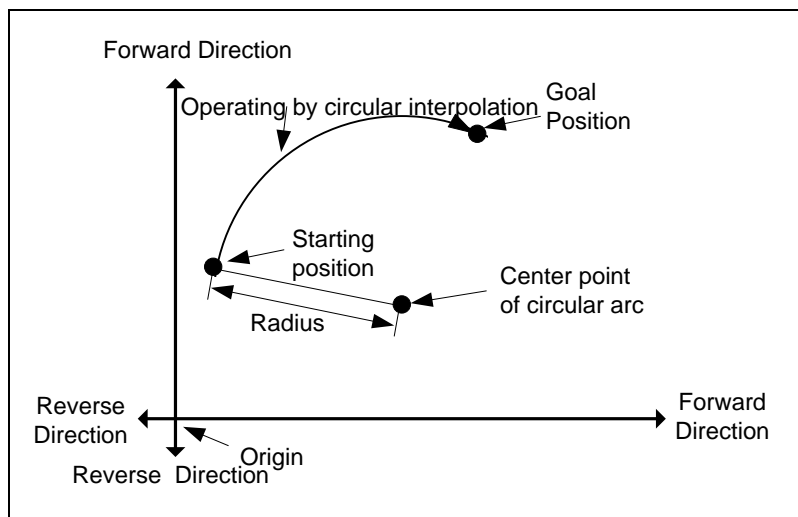 Forward Direction
Operating by circular interpolation
Goal
Position
Starting
position
Center point
of circular arc
Radius
Reverse
Direction
Forward
Direction
Origin
Reverse Direction